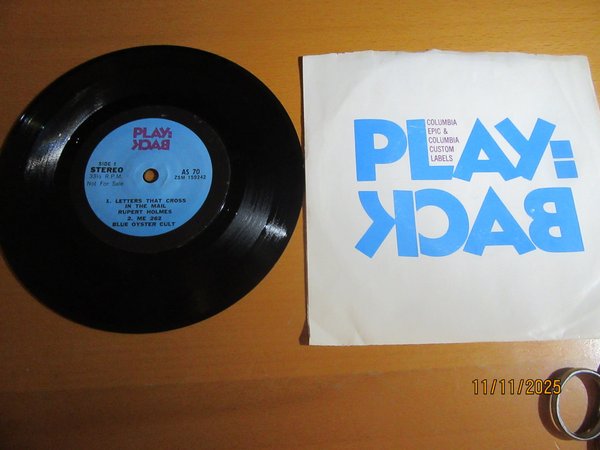 PLAY:
BACK
SIDE 1
STEREO
33⅓ R.P.M.
Not For Sale
AS 70
ZSM 159242
1. LETTERS THAT CROSS
IN THE MAIL
RUPERT HOLMES
2. ME 262
BLUE OYSTER CULT
COLUMBIA
EPIC &
COLUMBIA
CUSTOM
LABELS
PLAY:
BACK
11/11/2025